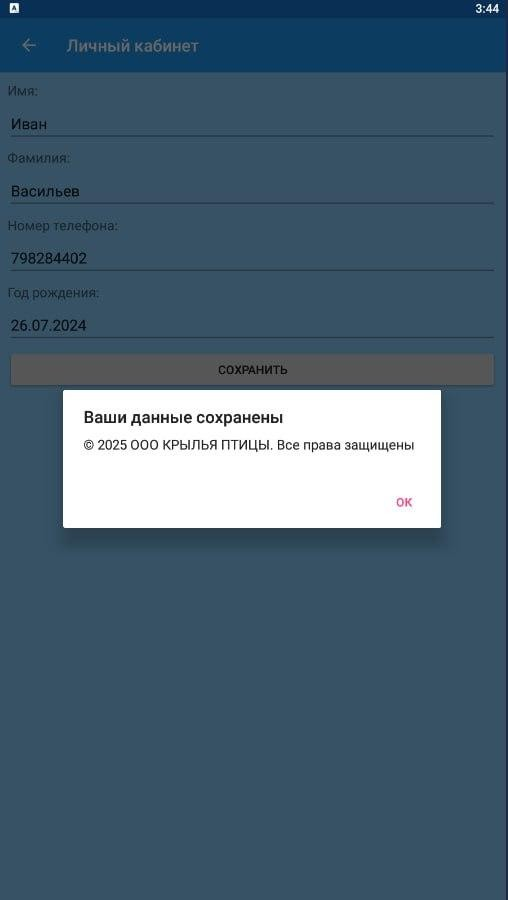 3:44
Личный кабинет
Имя:
Иван
Фамилия:
Васильев
Номер телефона:
798284402
Год рождения:
26.07.2024
СОХРАНИТЬ
Ваши данные сохранены
© 2025 ООО КРЫЛЬЯ ПТИЦЫ. Все права защищены
ОК